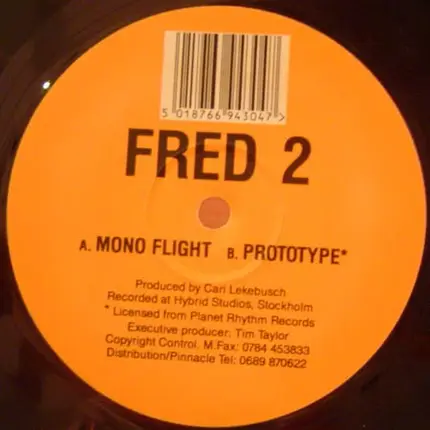 5 018766 943047 >
FRED 2
A. MONO FLIGHT B. PROTOTYPE*
Produced by Cari Lekebusch
Recorded at Hybrid Studios, Stockholm
* Licensed from Planet Rhythm Records
Executive producer: Tim Taylor
Copyright Control. M Fax: 0784 453833
Distribution/Pinnacle Tel: 0689 870622